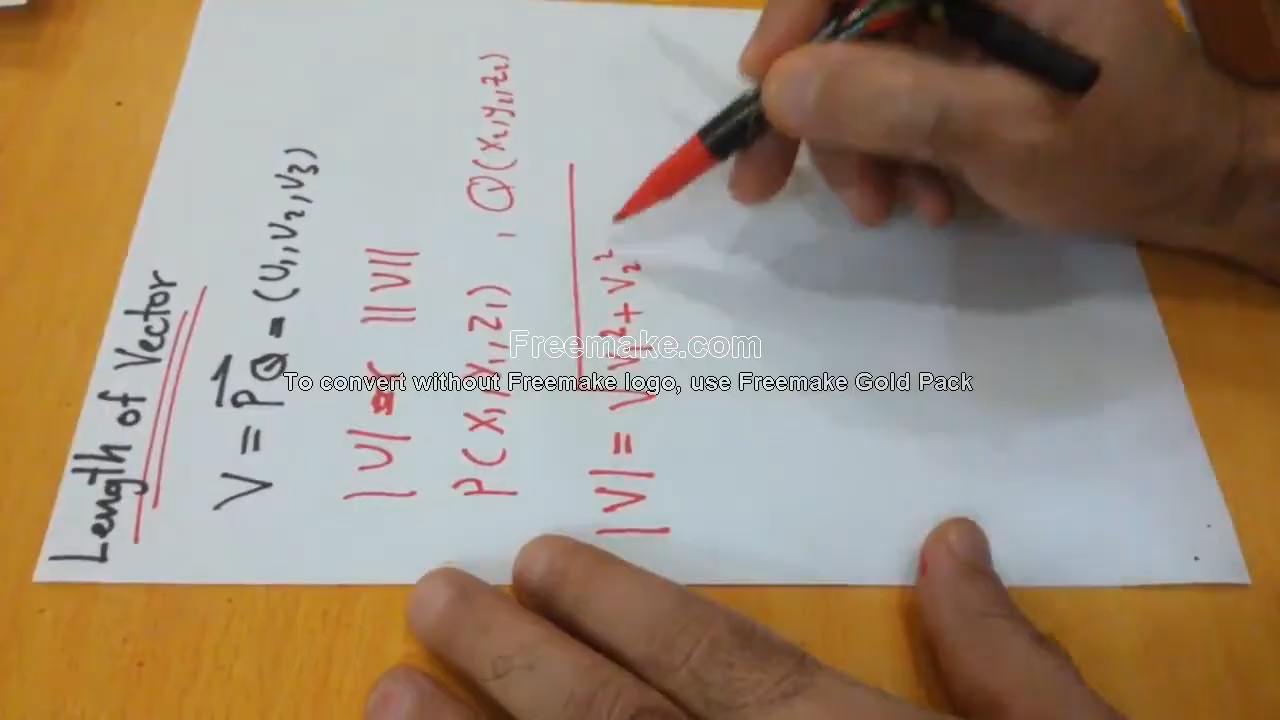 Length of Vector
V = PQ = (V1, V2, V3)
|V| or ||V||
P(x1, y1, z1) , Q(x2, y2, z2)
|V| = √V1² + V2²
Freemake.com
To convert without Freemake logo, use Freemake Gold Pack